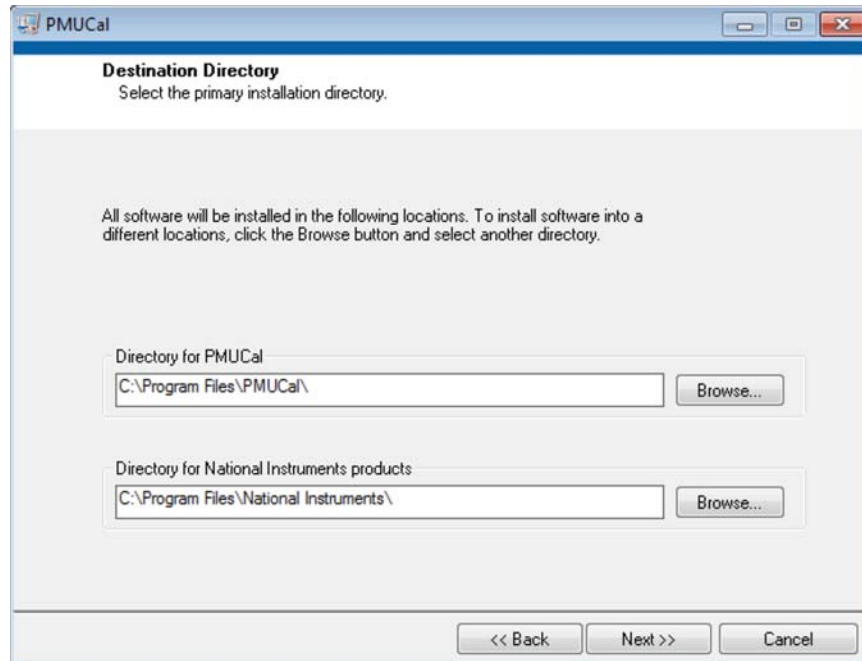 PMUCal
Destination Directory
Select the primary installation directory.
All software will be installed in the following locations. To install software into a
different locations, click the Browse button and select another directory.
Directory for PMUCal
C:\Program Files\PMUCal\
Browse...
Directory for National Instruments products
C:\Program Files\National Instruments\
Browse...
<< Back
Next >>
Cancel